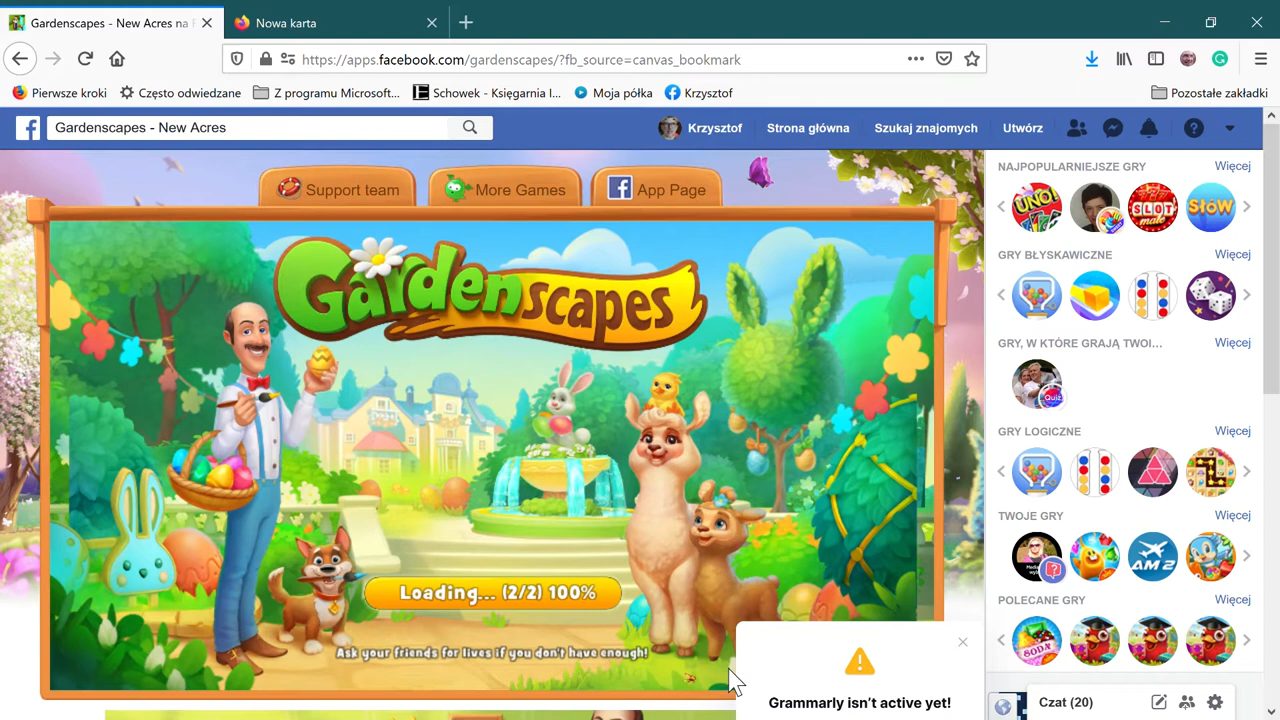 Gardenscapes - New Acres na
Nowa karta
https://apps.facebook.com/gardenscapes/?fb_source=canvas_bookmark
Pierwsze kroki
Często odwiedzane
Z programu Microsoft...
Schowek - Księgarnia I...
Moja półka
Krzysztof
Pozostałe zakładki
Gardenscapes - New Acres
Krzysztof
Strona główna
Szukaj znajomych
Utwórz
Support team
More Games
App Page
Gardenscapes
Loading... (2/2) 100%
Ask your friends for lives if you don't have enough!
NAJPOPULARNIEJSZE GRY
Więcej
UNO!
SLOT
mate
SŁÓW
GRY BŁYSKAWICZNE
Więcej
GRY, W KTÓRE GRAJĄ TWOI...
Więcej
Quiz
GRY LOGICZNE
Więcej
TWOJE GRY
Więcej
AM 2
POLECANE GRY
Więcej
SODA
Grammarly isn't active yet!
Czat (20)